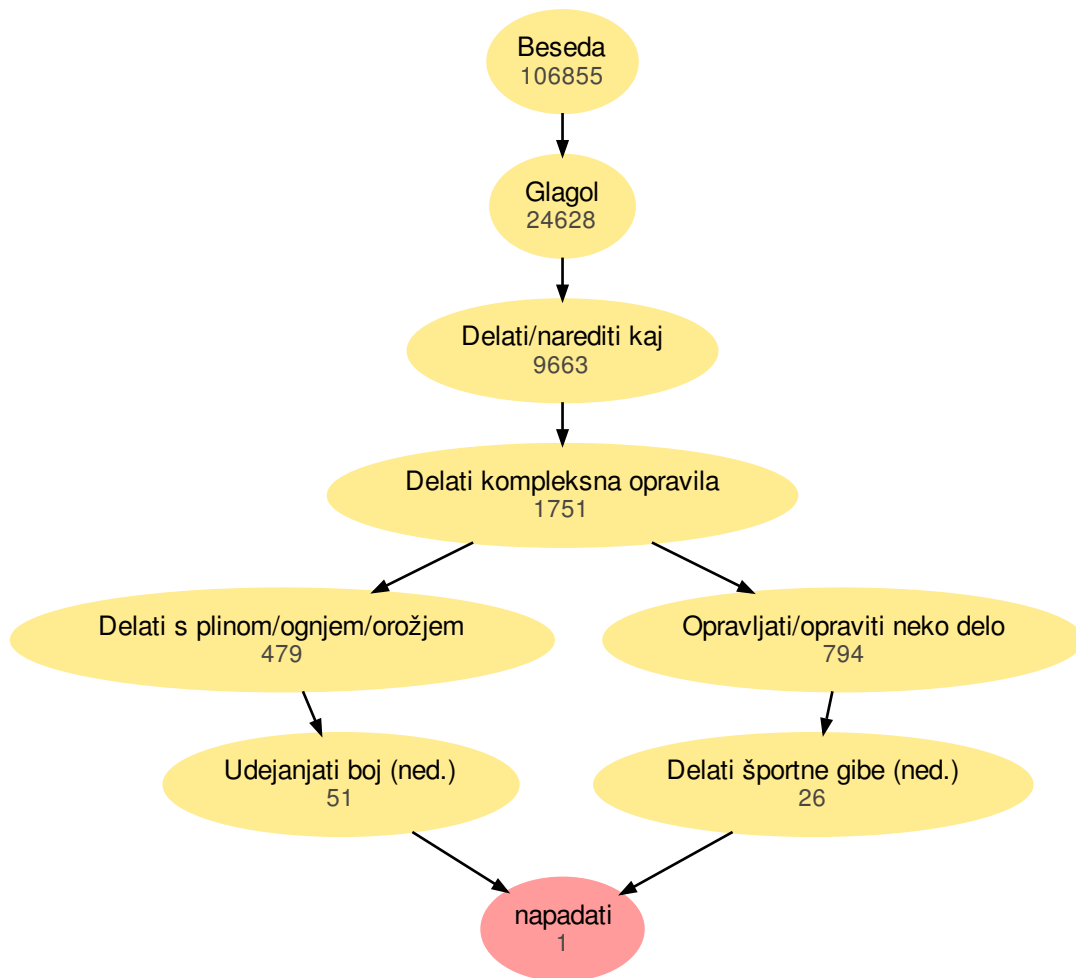 Beseda
106855
Glagol
24628
Delati/narediti kaj
9663
Delati kompleksna opravila
1751
Delati s plinom/ognjem/orožjem
479
Opravljati/opraviti neko delo
794
Udejanjati boj (ned.)
51
Delati športne gibe (ned.)
26
napadati
1